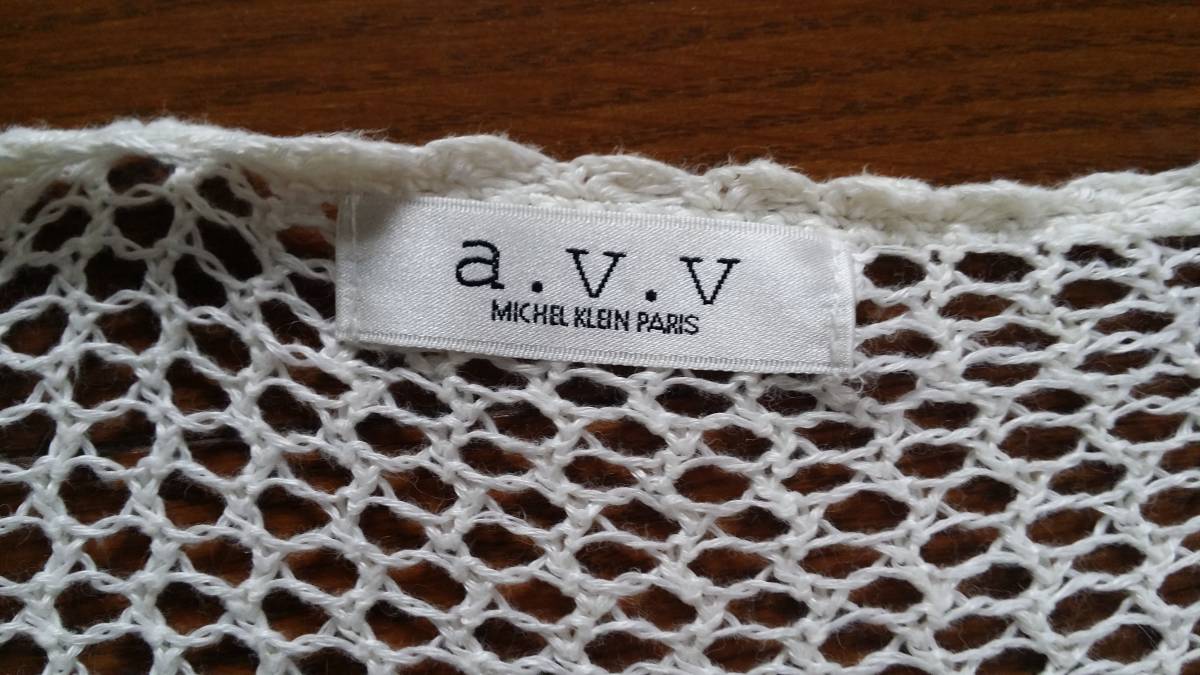 a.v.v
MICHEL KLEIN PARIS